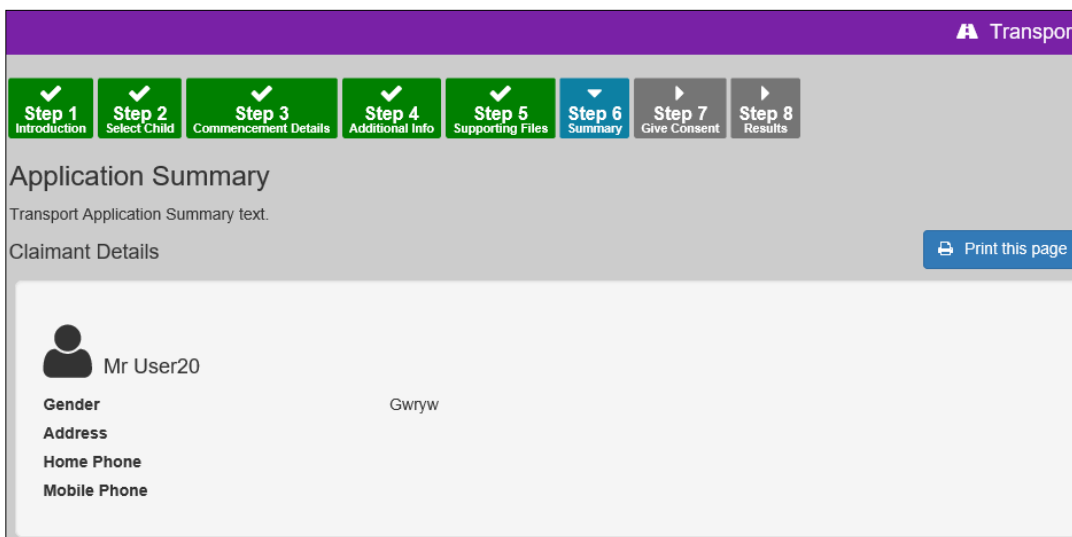 Transpor
Step 1
Introduction
Step 2
Select Child
Step 3
Commencement Details
Step 4
Additional Info
Step 5
Supporting Files
Step 6
Summary
Step 7
Give Consent
Step 8
Results
Application Summary
Transport Application Summary text.
Claimant Details
Print this page
Mr User20
Gender Gwryw
Address
Home Phone
Mobile Phone